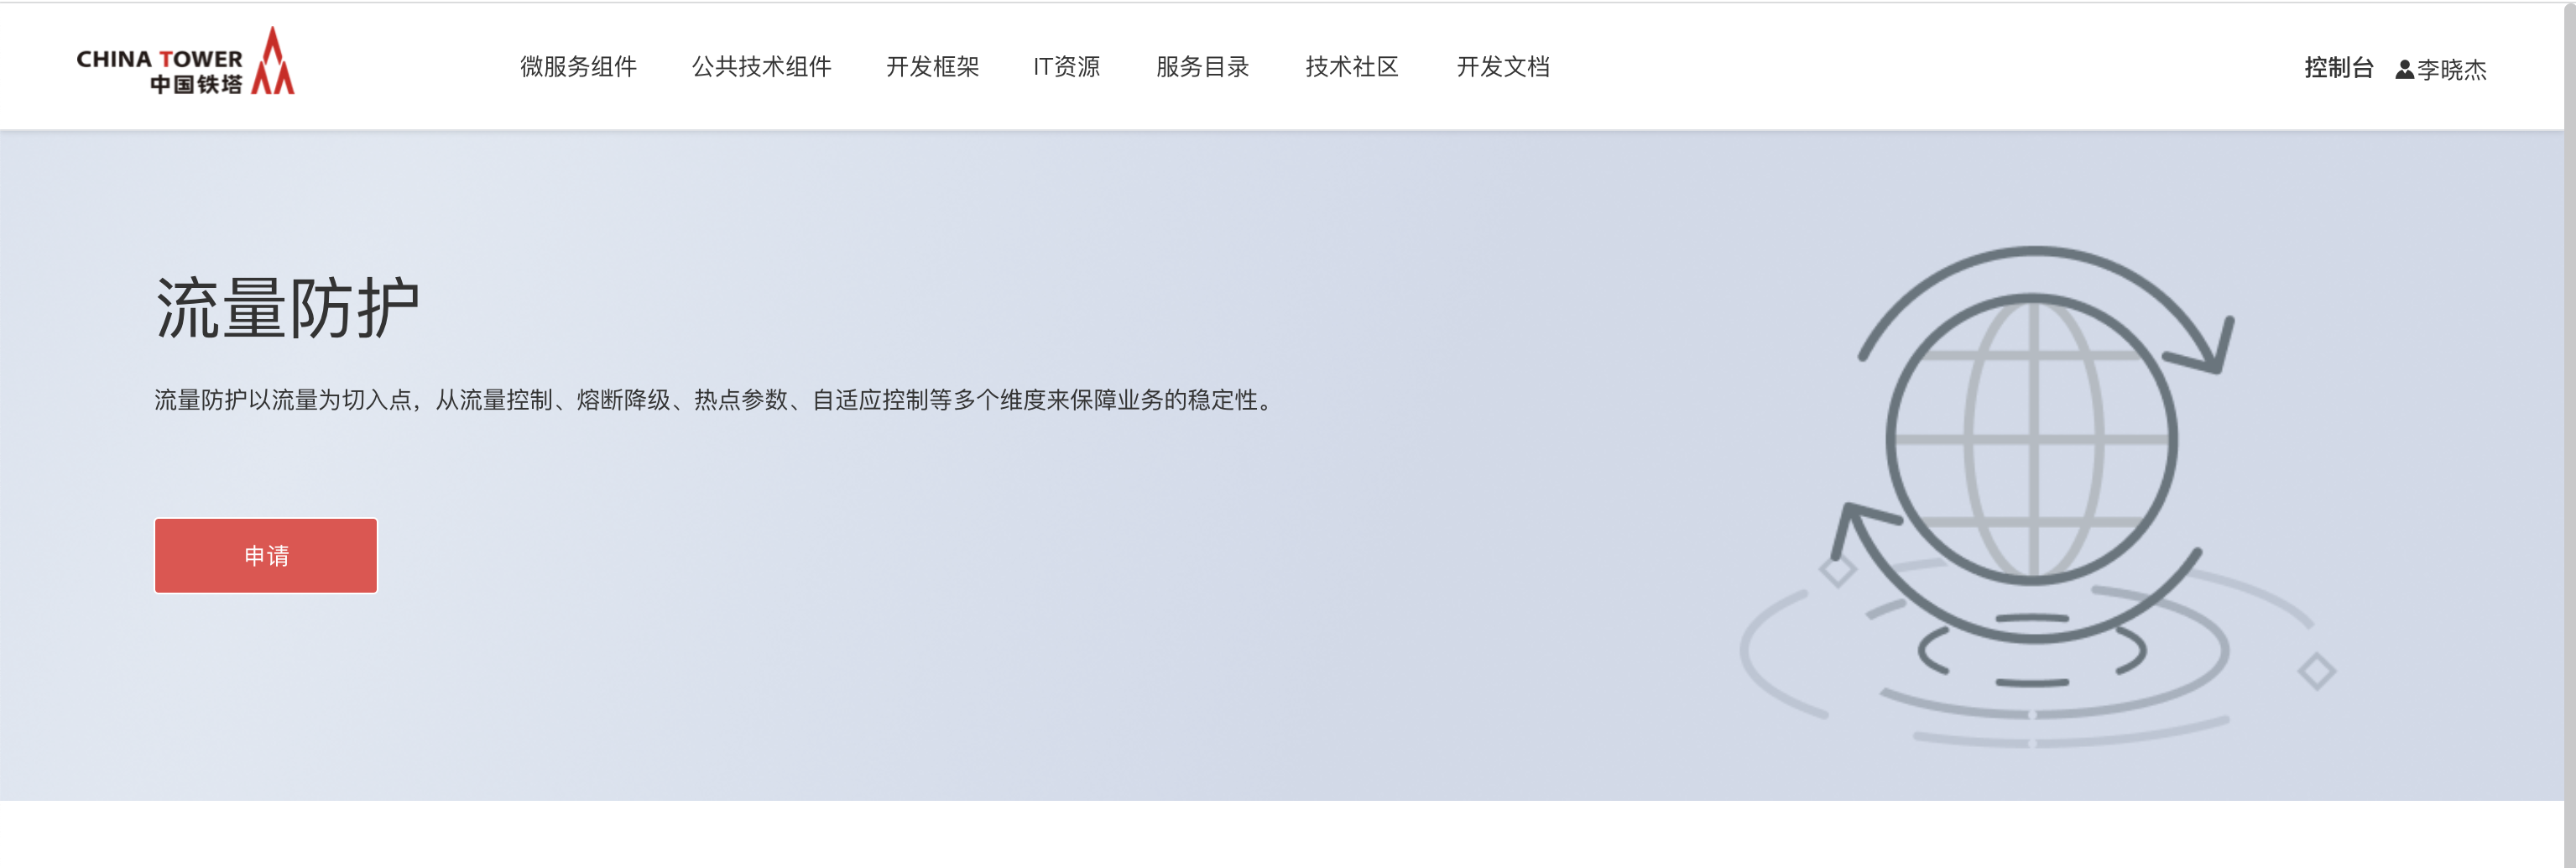 CHINA TOWER
中国铁塔
微服务组件 公共技术组件 开发框架 IT资源 服务目录 技术社区 开发文档 控制台 李晓杰
流量防护
流量防护以流量为切入点，从流量控制、熔断降级、热点参数、自适应控制等多个维度来保障业务的稳定性。
申请